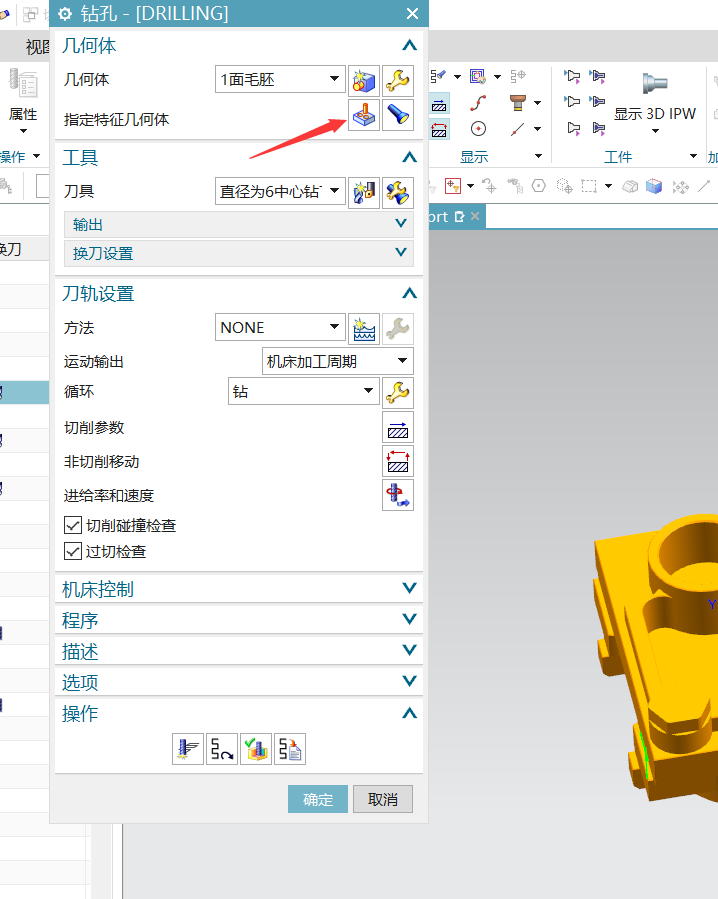 钻孔 - [DRILLING]
视图
几何体
几何体
1面毛胚
属性
指定特征几何体
显示 3D IPW
操作
显示
工件
工具
刀具
直径为6中心钻
输出
ort
换刀
换刀设置
刀轨设置
方法
NONE
运动输出
机床加工周期
循环
钻
切削参数
非切削移动
进给率和速度
切削碰撞检查
过切检查
机床控制
Y
程序
描述
选项
操作
确定
取消